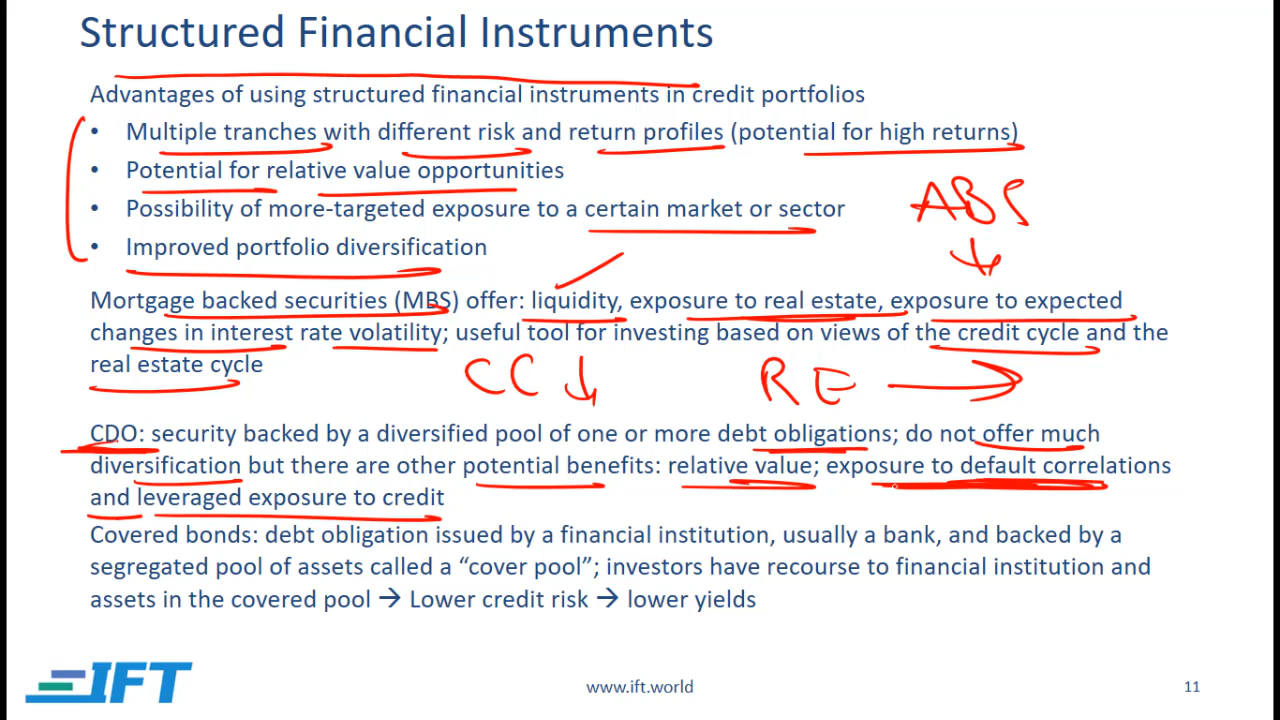 Structured Financial Instruments
Advantages of using structured financial instruments in credit portfolios
• Multiple tranches with different risk and return profiles (potential for high returns)
• Potential for relative value opportunities
• Possibility of more-targeted exposure to a certain market or sector
ABS
• Improved portfolio diversification
Mortgage backed securities (MBS) offer: liquidity, exposure to real estate, exposure to expected
changes in interest rate volatility; useful tool for investing based on views of the credit cycle and the
real estate cycle
CC ↓ RE →
CDO: security backed by a diversified pool of one or more debt obligations; do not offer much
diversification but there are other potential benefits: relative value; exposure to default correlations
and leveraged exposure to credit
Covered bonds: debt obligation issued by a financial institution, usually a bank, and backed by a
segregated pool of assets called a “cover pool”; investors have recourse to financial institution and
assets in the covered pool → Lower credit risk → lower yields
IFT
www.ift.world
11